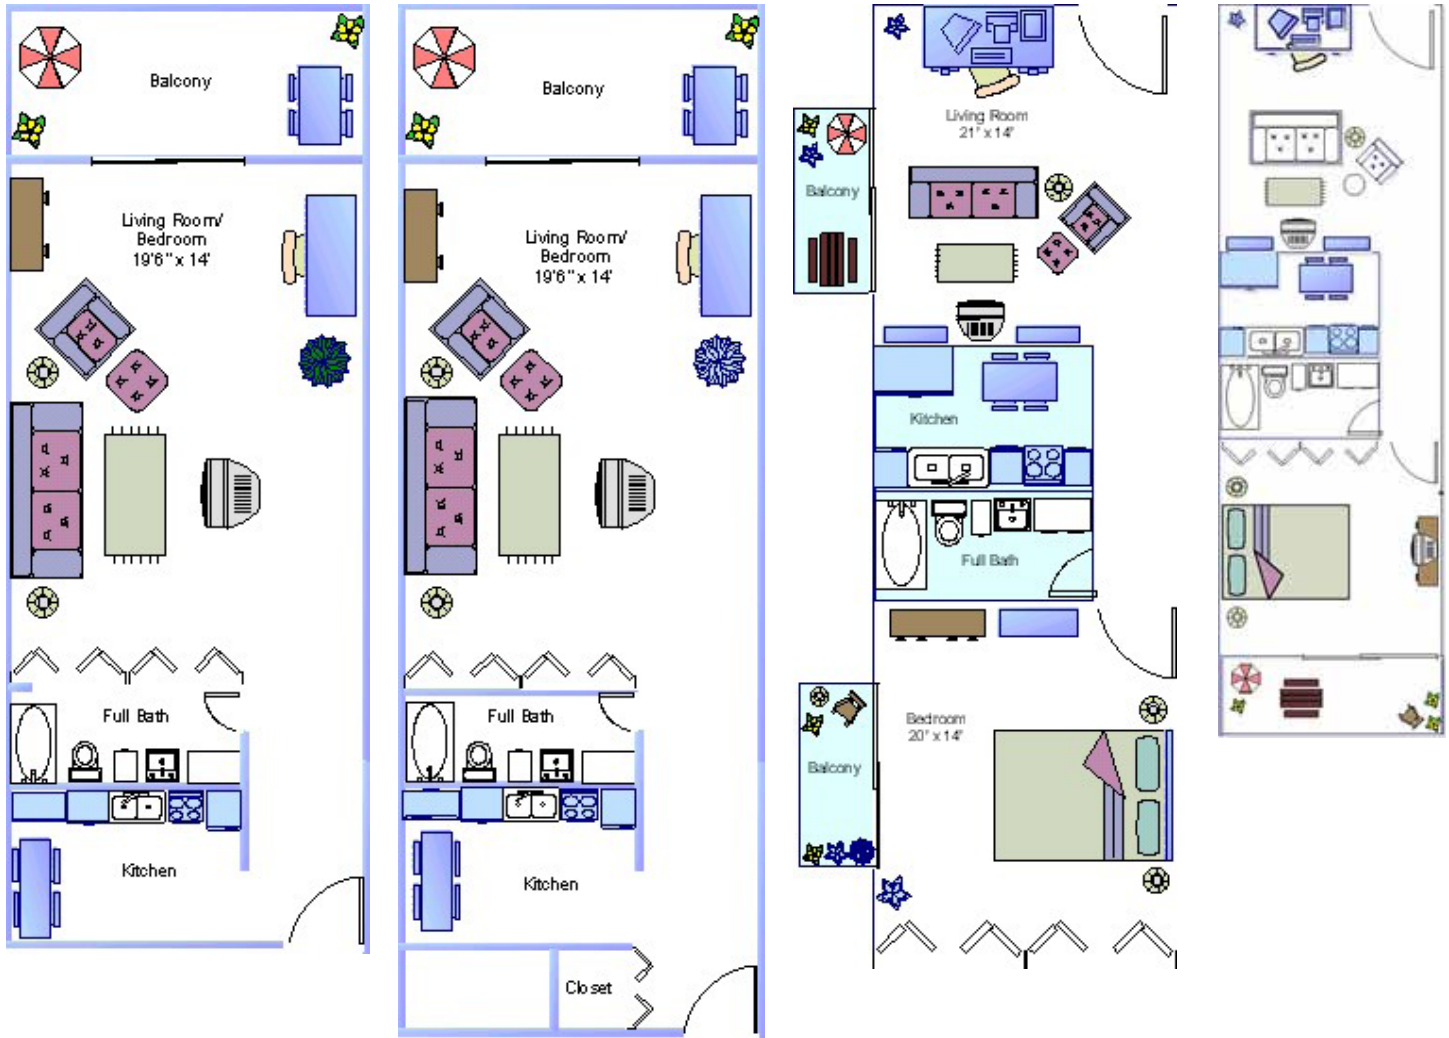 Balcony
Living Room/
Bedroom
19'6" x 14'
Full Bath
Kitchen
Balcony
Living Room/
Bedroom
19'6" x 14'
Full Bath
Kitchen
Closet
Living Room
21' x 14'
Balcony
Kitchen
Full Bath
Bedroom
20' x 14'
Balcony